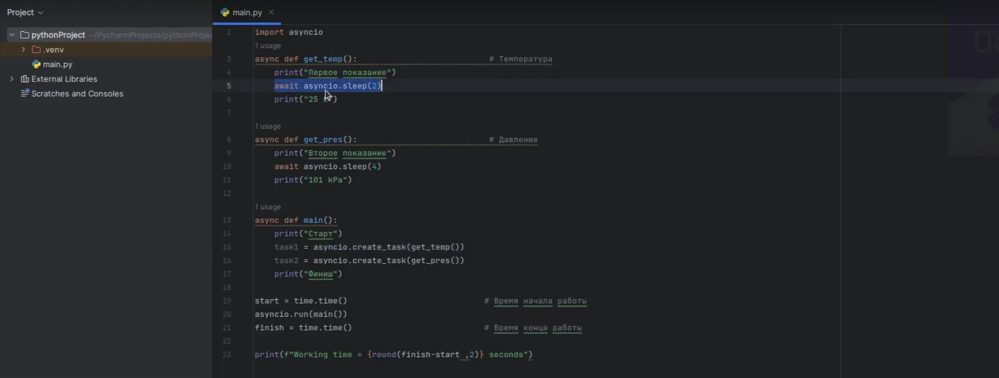 Project
main.py
pythonProject ~/PycharmProjects/pythonProjec
.venv
main.py
External Libraries
Scratches and Consoles
2 import asyncio
1 usage
3 async def get_temp(): # Температура
4 print("Первое показание")
5 await asyncio.sleep(2)
6 print("25 ")
7
1 usage
8 async def get_pres(): # Давление
9 print("Второе показание")
10 await asyncio.sleep(4)
11 print("101 kPa")
12
1 usage
13 async def main():
14 print("Старт")
15 task1 = asyncio.create_task(get_temp())
16 task2 = asyncio.create_task(get_pres())
17 print("Финиш")
18
19 start = time.time() # Время начала работы
20 asyncio.run(main())
21 finish = time.time() # Время конца работы
22
23 print(f"Working time = {round(finish-start ,2)} seconds")